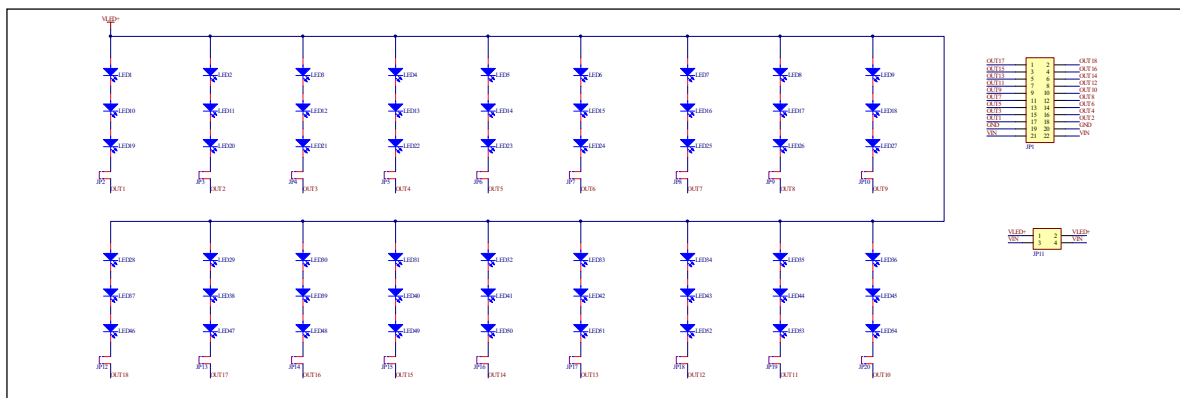 VLED+
LED1 LED2 LED3 LED4 LED5 LED6 LED7 LED8 LED9
LED10 LED11 LED12 LED13 LED14 LED15 LED16 LED17 LED18
LED19 LED20 LED21 LED22 LED23 LED24 LED25 LED26 LED27
JP2 JP3 JP4 JP5 JP6 JP7 JP8 JP9 JP10
OUT1 OUT2 OUT3 OUT4 OUT5 OUT6 OUT7 OUT8 OUT9
OUT17 1 2 OUT18
OUT15 3 4 OUT16
OUT13 5 6 OUT14
OUT11 7 8 OUT12
OUT9 9 10 OUT10
OUT7 11 12 OUT8
OUT5 13 14 OUT6
OUT3 15 16 OUT4
OUT1 17 18 OUT2
GND 19 20 GND
VIN 21 22 VIN
JP1
LED28 LED29 LED30 LED31 LED32 LED33 LED34 LED35 LED36
LED37 LED38 LED39 LED40 LED41 LED42 LED43 LED44 LED45
LED46 LED47 LED48 LED49 LED50 LED51 LED52 LED53 LED54
JP12 JP13 JP14 JP15 JP16 JP17 JP18 JP19 JP20
OUT18 OUT17 OUT16 OUT15 OUT14 OUT13 OUT12 OUT11 OUT10
VLED+ 1 2 VLED+
VIN 3 4 VIN
JP11